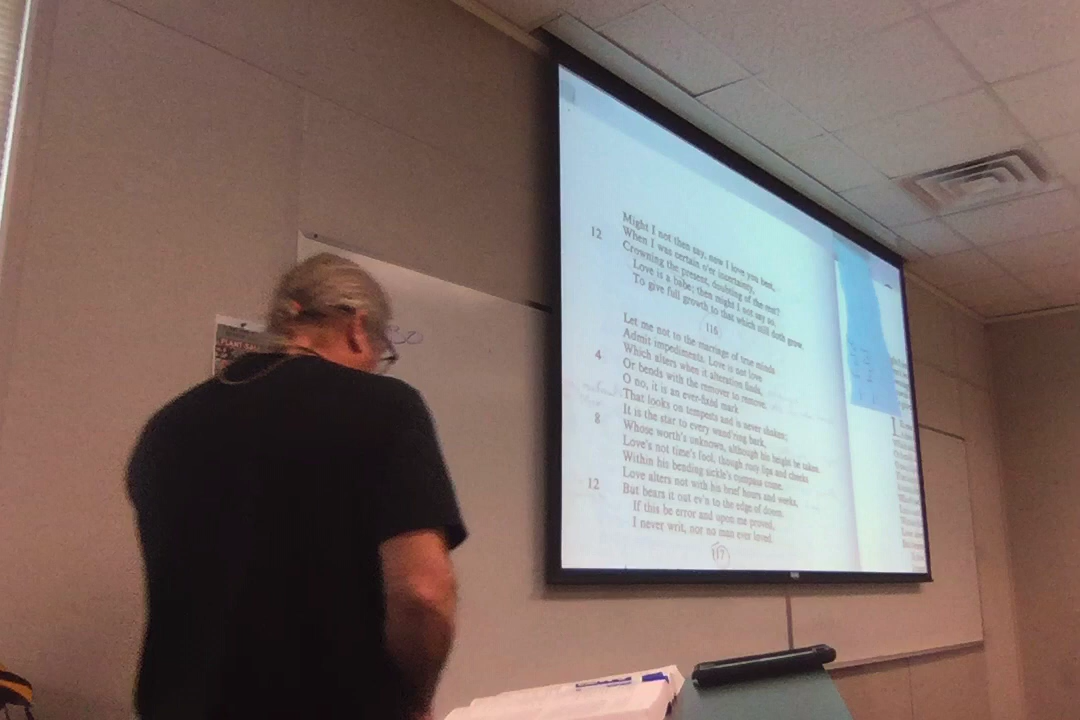 PLANT SALE
Might I not then say, now I love you best,
12 When I was certain o'er incertainty,
Crowning the present, doubting of the rest?
Love is a babe; then might I not say so,
To give full growth to that which still doth grow.
116
Let me not to the marriage of true minds
Admit impediments. Love is not love
4 Which alters when it alteration finds,
Or bends with the remover to remove.
O no, it is an ever-fixèd mark
That looks on tempests and is never shaken;
8 It is the star to every wand'ring bark,
Whose worth's unknown, although his height be taken.
Love's not time's fool, though rosy lips and cheeks
Within his bending sickle's compass come.
12 Love alters not with his brief hours and weeks,
But bears it out ev'n to the edge of doom.
If this be error and upon me proved,
I never writ, nor no man ever loved.
117